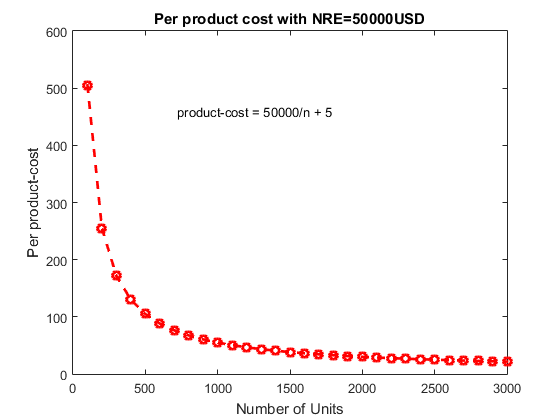 Per product cost with NRE=50000USD
600
500
400
300
200
100
0
Per product-cost
product-cost = 50000/n + 5
0 500 1000 1500 2000 2500 3000
Number of Units